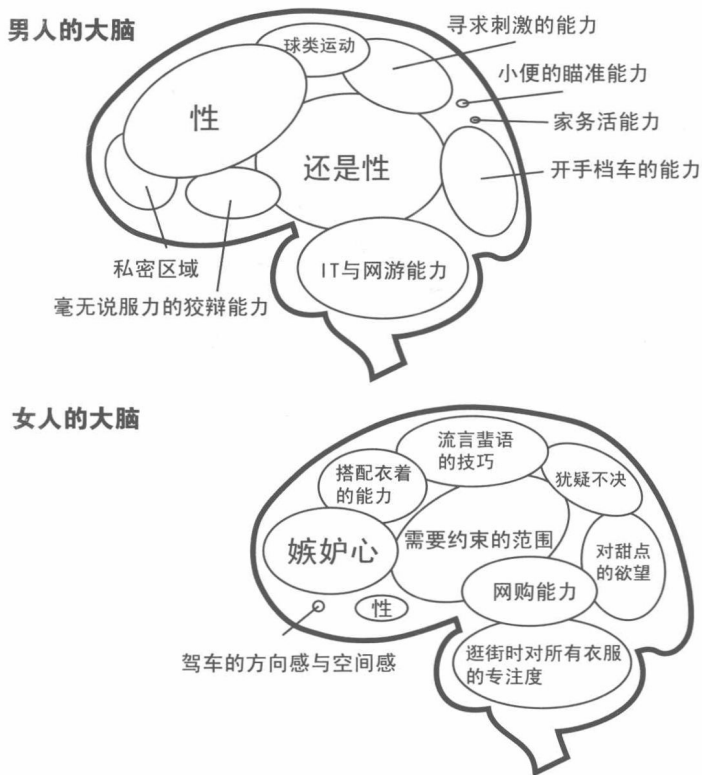 男人的大脑
寻求刺激的能力
球类运动
小便的瞄准能力
性
家务活能力
还是性
开手档车的能力
私密区域
IT与网游能力
毫无说服力的狡辩能力
女人的大脑
流言蜚语
的技巧
搭配衣着
的能力
犹疑不决
嫉妒心
需要约束的范围
对甜点
的欲望
网购能力
性
驾车的方向感与空间感
逛街时对所有衣服
的专注度